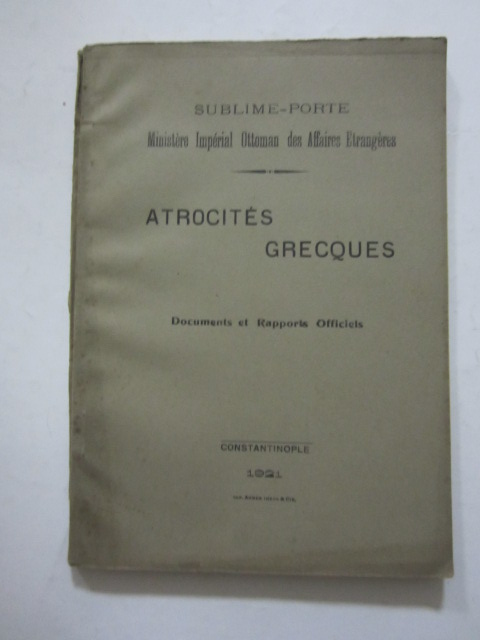 SUBLIME-PORTE
Ministère Impérial Ottoman des Affaires Etrangères
ATROCITÉS
GRECQUES
Documents et Rapports Officiels
CONSTANTINOPLE
1921